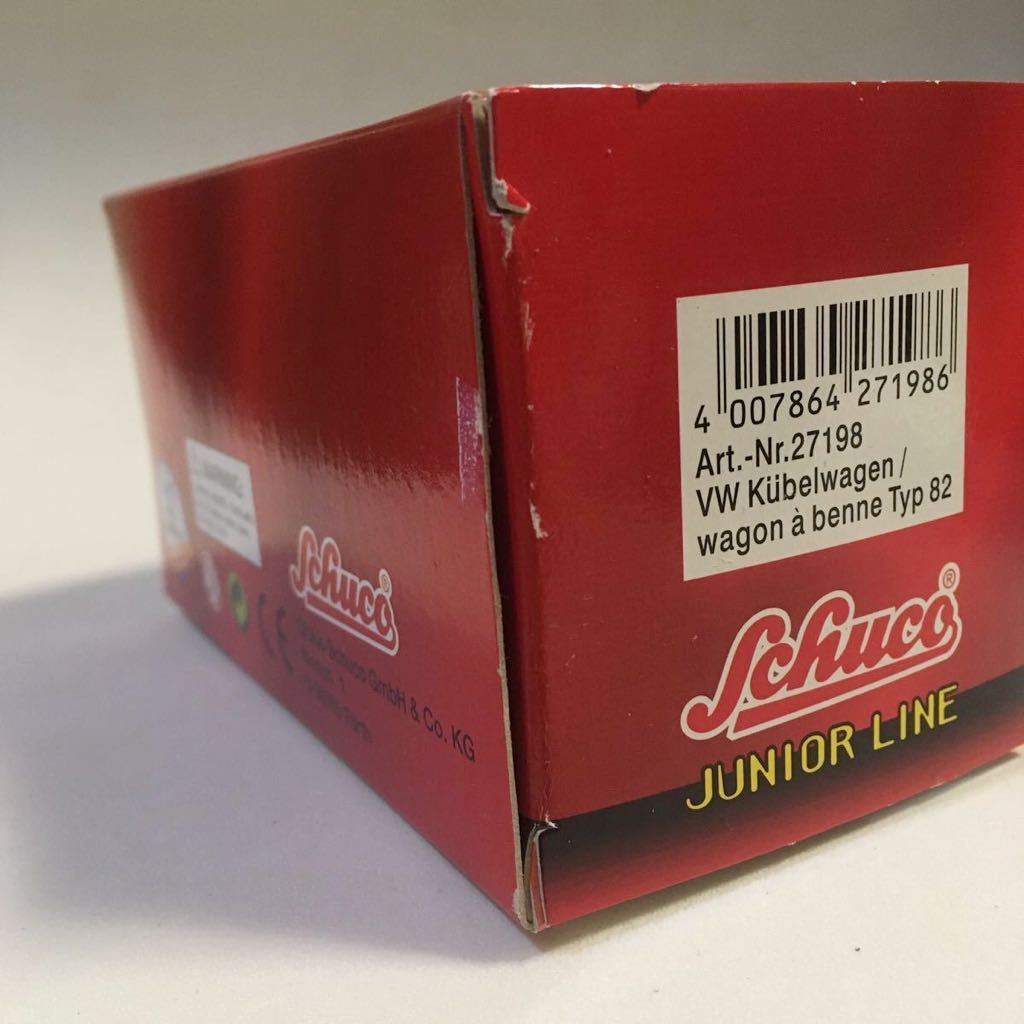 4 007864 271986
Art.-Nr.27198
VW Kübelwagen /
wagon à benne Typ 82
Schuco®
JUNIOR LINE
WARNING:
Schuco®
CE
Schuco GmbH & Co. KG